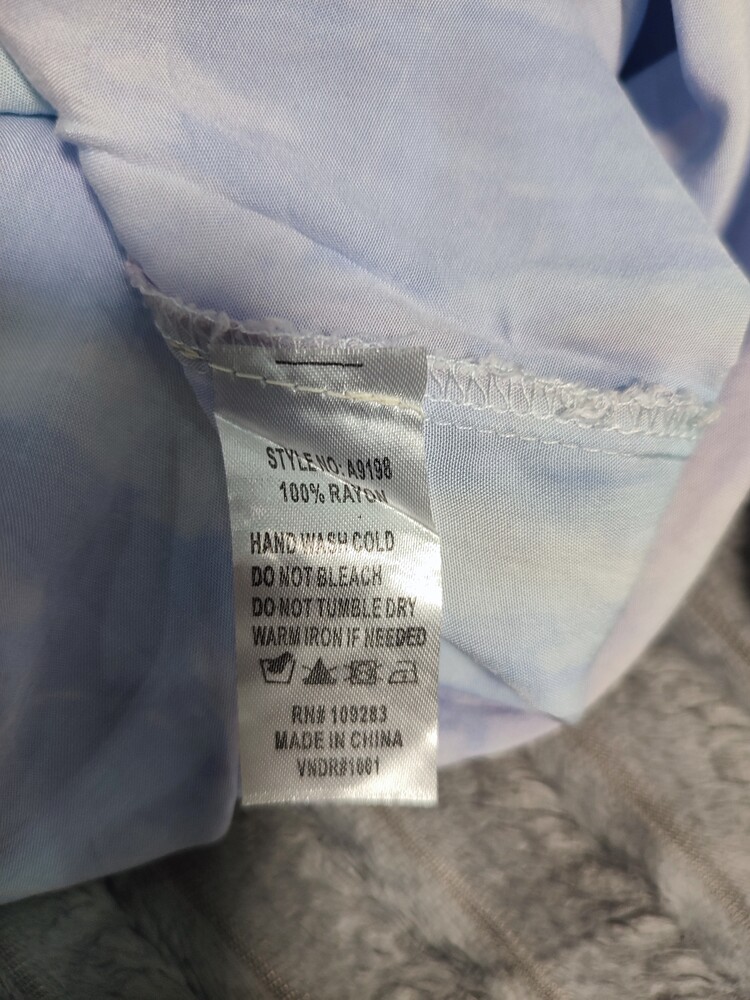 STYLE NO: A9198
100% RAYON
HAND WASH COLD
DO NOT BLEACH
DO NOT TUMBLE DRY
WARM IRON IF NEEDED
RN# 109283
MADE IN CHINA
VNDR#1661